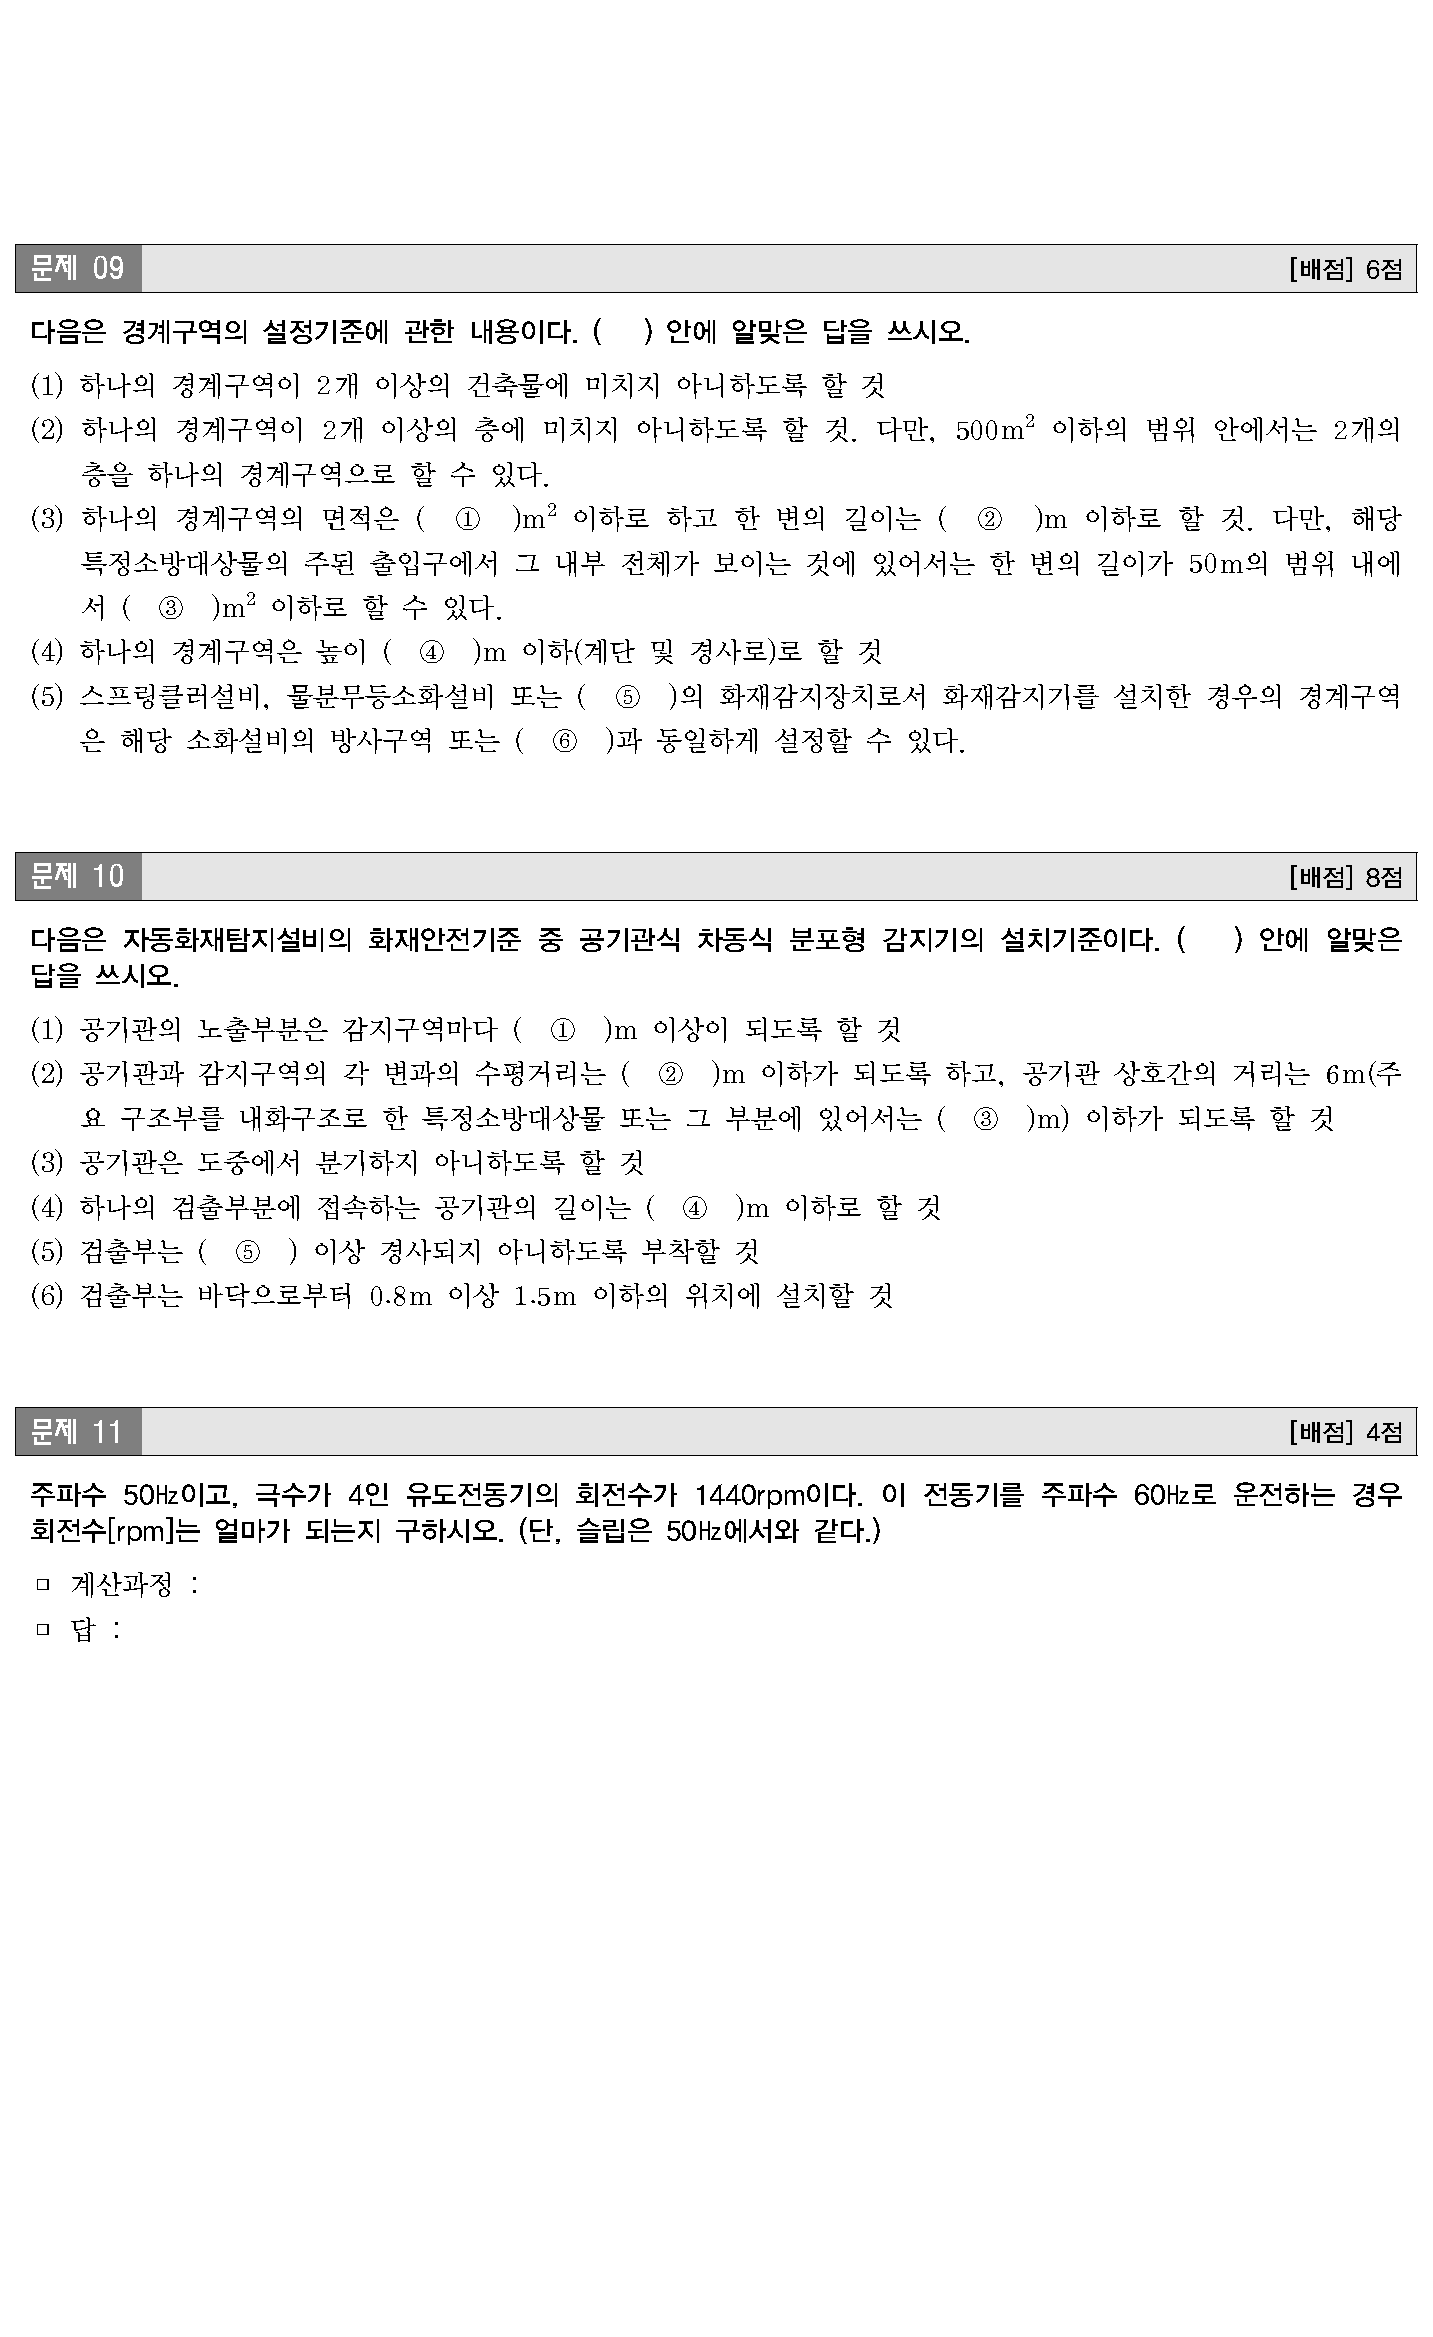 문제 09 [배점] 6점
다음은 경계구역의 설정기준에 관한 내용이다. (    ) 안에 알맞은 답을 쓰시오.
(1) 하나의 경계구역이 2개 이상의 건축물에 미치지 아니하도록 할 것
(2) 하나의 경계구역이 2개 이상의 층에 미치지 아니하도록 할 것. 다만, 500m² 이하의 범위 안에서는 2개의
층을 하나의 경계구역으로 할 수 있다.
(3) 하나의 경계구역의 면적은 ( ① )m² 이하로 하고 한 변의 길이는 ( ② )m 이하로 할 것. 다만, 해당
특정소방대상물의 주된 출입구에서 그 내부 전체가 보이는 것에 있어서는 한 변의 길이가 50m의 범위 내에
서 ( ③ )m² 이하로 할 수 있다.
(4) 하나의 경계구역은 높이 ( ④ )m 이하(계단 및 경사로)로 할 것
(5) 스프링클러설비, 물분무등소화설비 또는 ( ⑤ )의 화재감지장치로서 화재감지기를 설치한 경우의 경계구역
은 해당 소화설비의 방사구역 또는 ( ⑥ )과 동일하게 설정할 수 있다.
문제 10 [배점] 8점
다음은 자동화재탐지설비의 화재안전기준 중 공기관식 차동식 분포형 감지기의 설치기준이다. (    ) 안에 알맞은
답을 쓰시오.
(1) 공기관의 노출부분은 감지구역마다 ( ① )m 이상이 되도록 할 것
(2) 공기관과 감지구역의 각 변과의 수평거리는 ( ② )m 이하가 되도록 하고, 공기관 상호간의 거리는 6m(주
요 구조부를 내화구조로 한 특정소방대상물 또는 그 부분에 있어서는 ( ③ )m) 이하가 되도록 할 것
(3) 공기관은 도중에서 분기하지 아니하도록 할 것
(4) 하나의 검출부분에 접속하는 공기관의 길이는 ( ④ )m 이하로 할 것
(5) 검출부는 ( ⑤ ) 이상 경사되지 아니하도록 부착할 것
(6) 검출부는 바닥으로부터 0.8m 이상 1.5m 이하의 위치에 설치할 것
문제 11 [배점] 4점
주파수 50Hz이고, 극수가 4인 유도전동기의 회전수가 1440rpm이다. 이 전동기를 주파수 60Hz로 운전하는 경우
회전수[rpm]는 얼마가 되는지 구하시오. (단, 슬립은 50Hz에서와 같다.)
▫ 계산과정 :
▫ 답 :